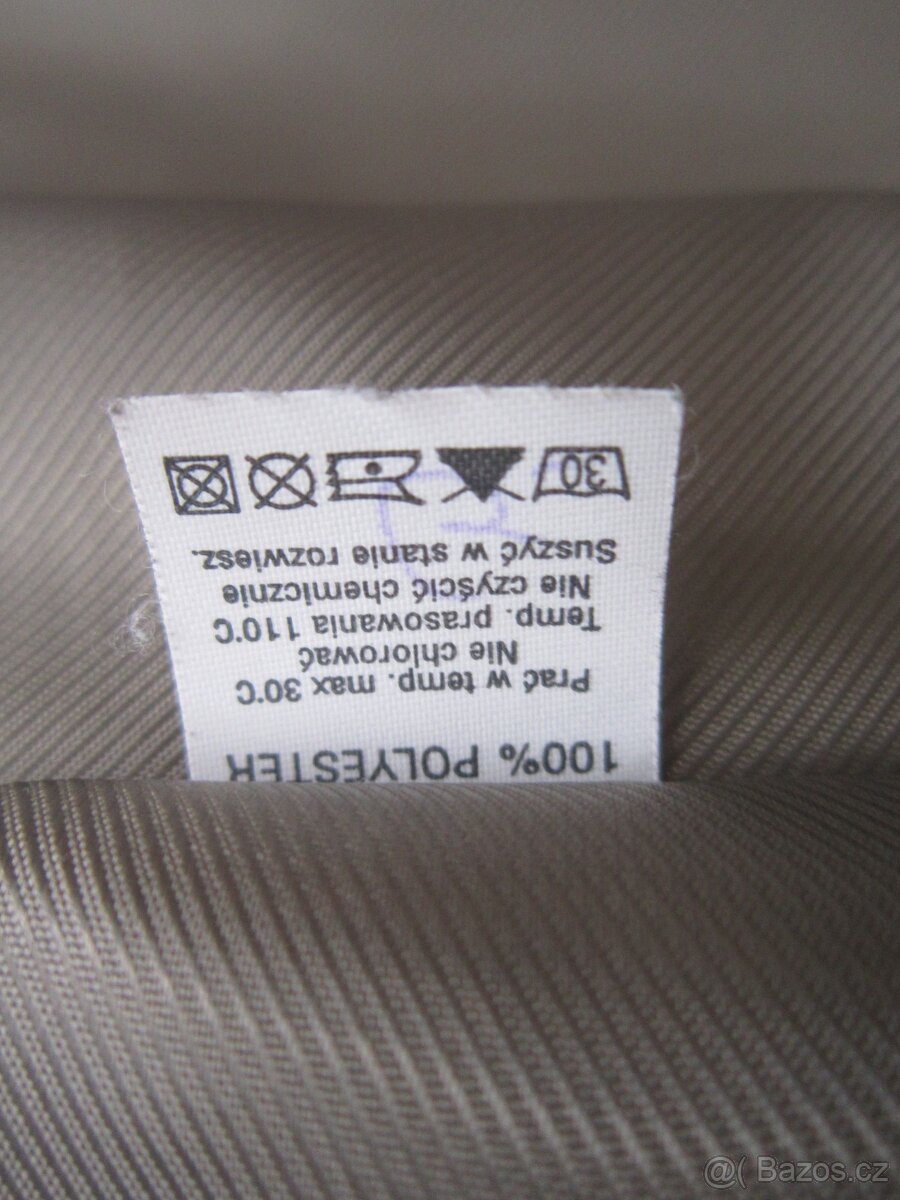 100% POLYESTER
Prać w temp. max 30°C
Nie chlorować
Temp. prasowania 110°C
Nie czyścić chemicznie
Suszyć w stanie rozwiesz.
30
@( Bazos.cz